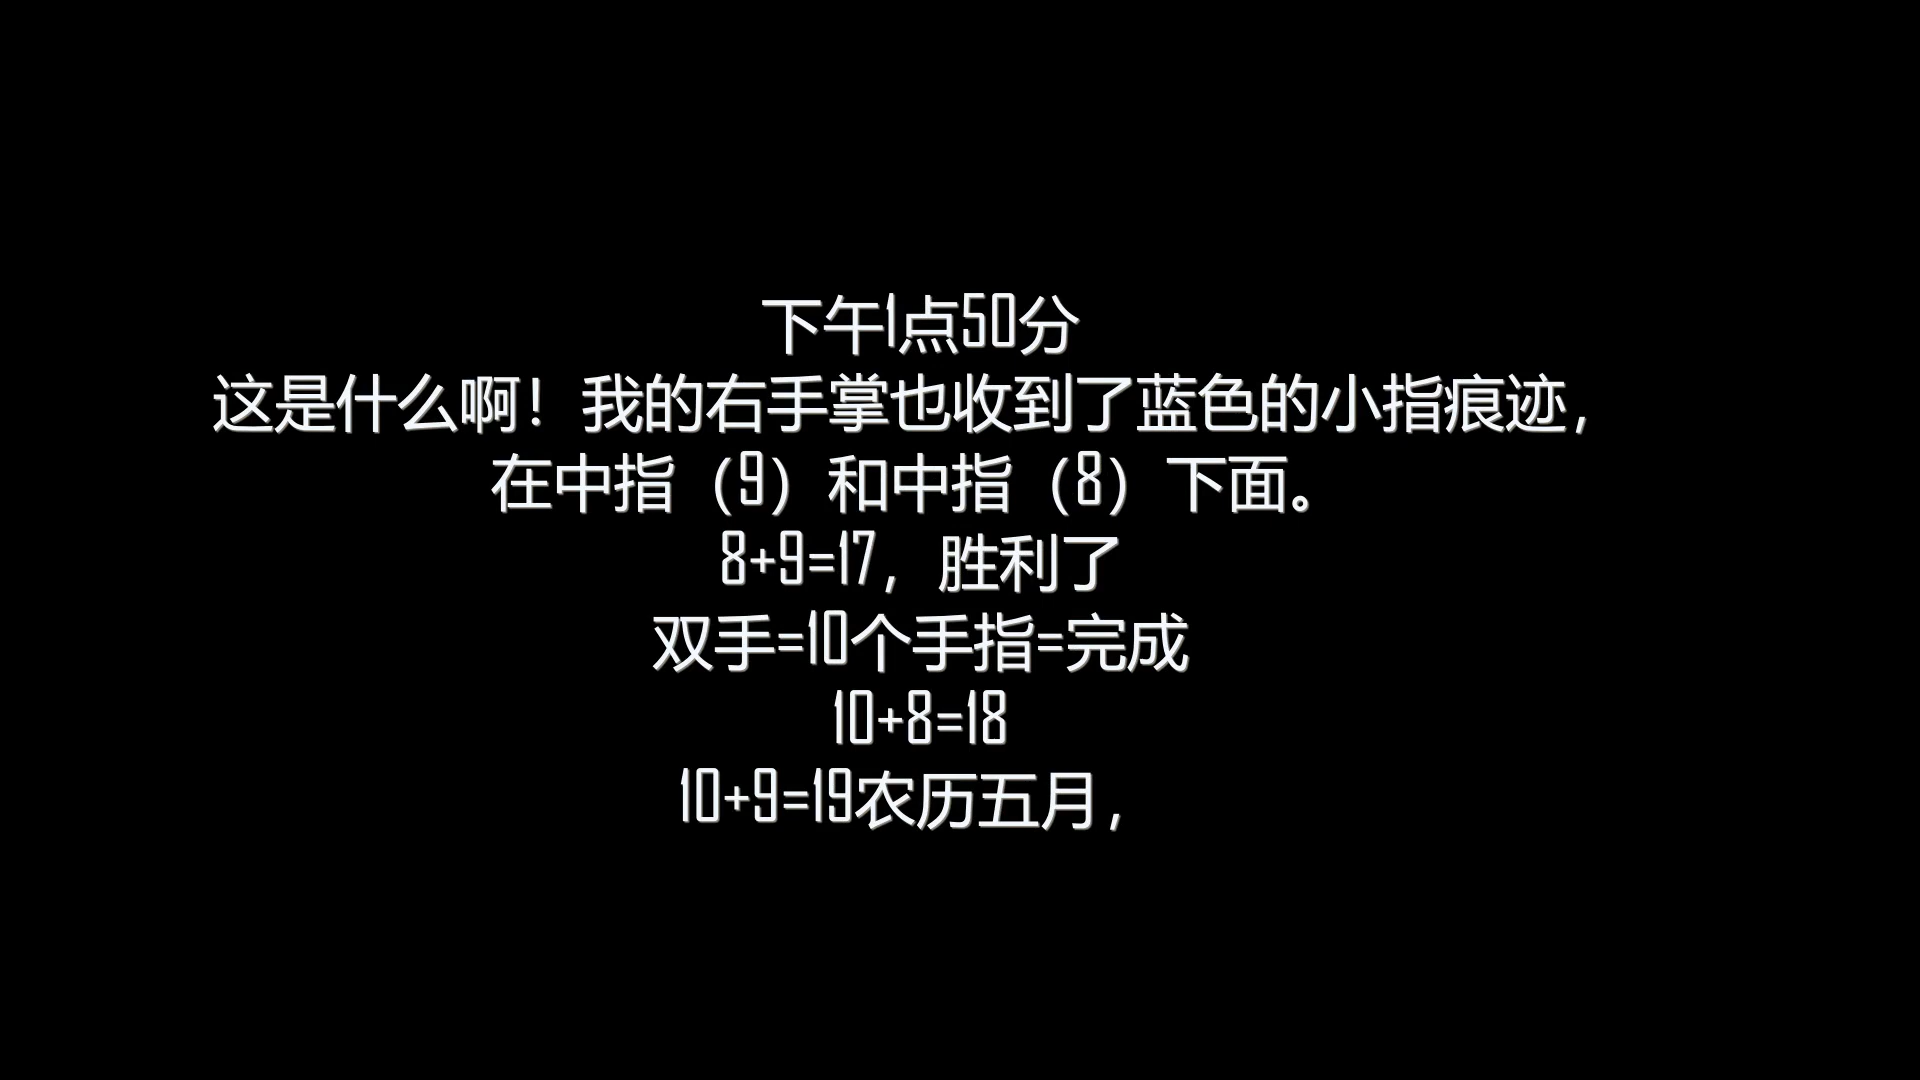 下午1点50分
这是什么啊！我的右手掌也收到了蓝色的小指痕迹，
在中指（9）和中指（8）下面。
8+9=17，胜利了
双手=10个手指=完成
10+8=18
10+9=19农历五月，